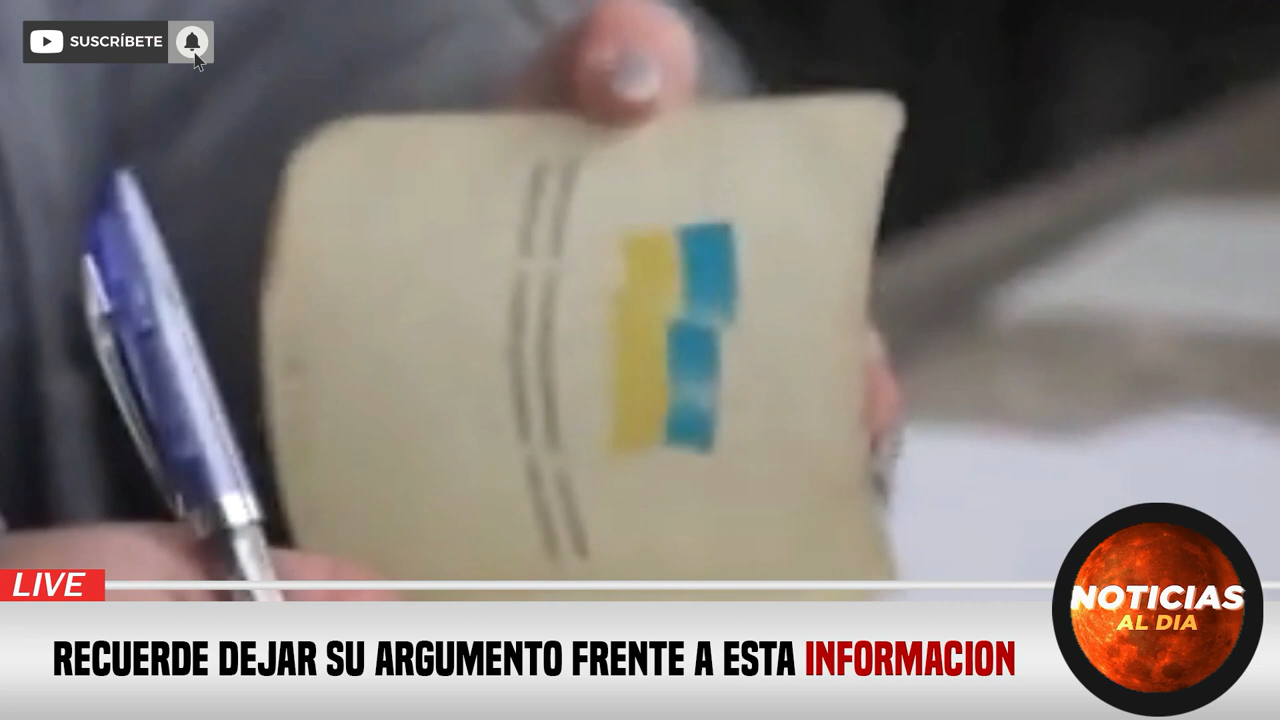 SUSCRÍBETE
LIVE
NOTICIAS
AL DIA
RECUERDE DEJAR SU ARGUMENTO FRENTE A ESTA INFORMACION